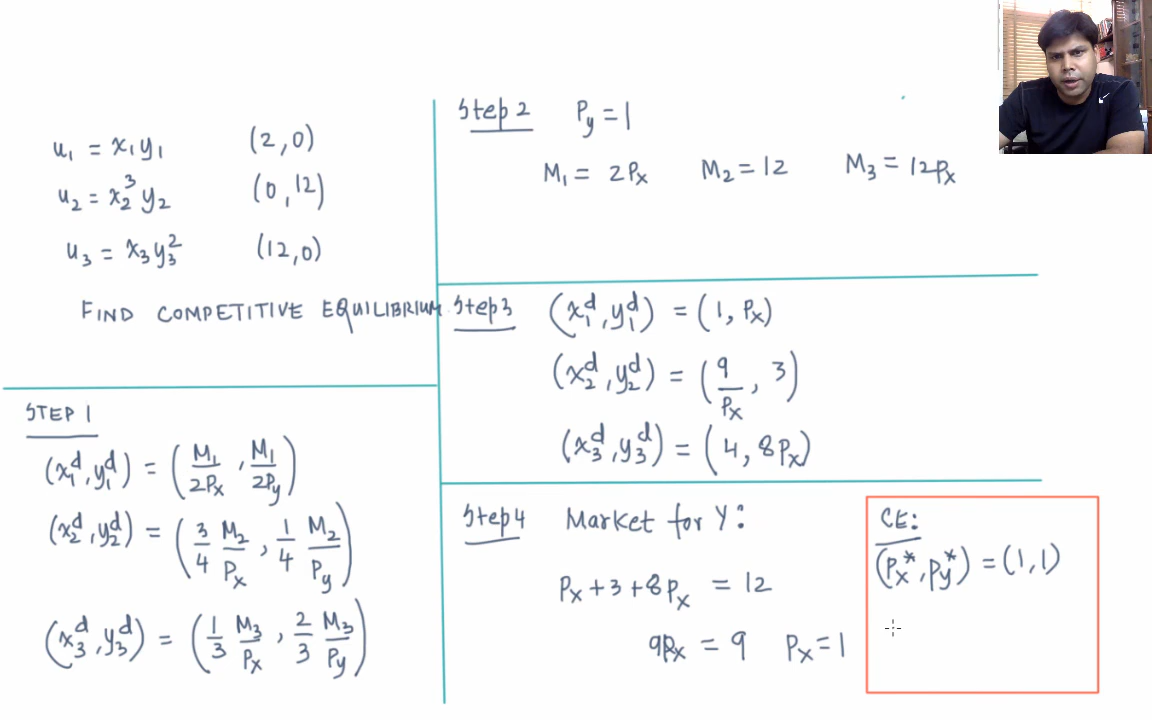 u₁ = x₁y₁ (2,0)
u₂ = x₂³ y₂ (0,12)
u₃ = x₃y₃² (12,0)
FIND COMPETITIVE EQUILIBRIUM
STEP 1
(x₁ᵈ, y₁ᵈ) = (M₁/2Pₓ, M₁/2Pᵧ)
(x₂ᵈ, y₂ᵈ) = (3/4 M₂/Pₓ, 1/4 M₂/Pᵧ)
(x₃ᵈ, y₃ᵈ) = (1/3 M₃/Pₓ, 2/3 M₃/Pᵧ)
Step 2 Pᵧ = 1
M₁ = 2Pₓ M₂ = 12 M₃ = 12Pₓ
Step 3 (x₁ᵈ, y₁ᵈ) = (1, Pₓ)
(x₂ᵈ, y₂ᵈ) = (9/Pₓ, 3)
(x₃ᵈ, y₃ᵈ) = (4, 8Pₓ)
Step 4 Market for Y:
Pₓ + 3 + 8Pₓ = 12
9Pₓ = 9 Pₓ = 1
CE:
(Pₓ*, Pᵧ*) = (1, 1)